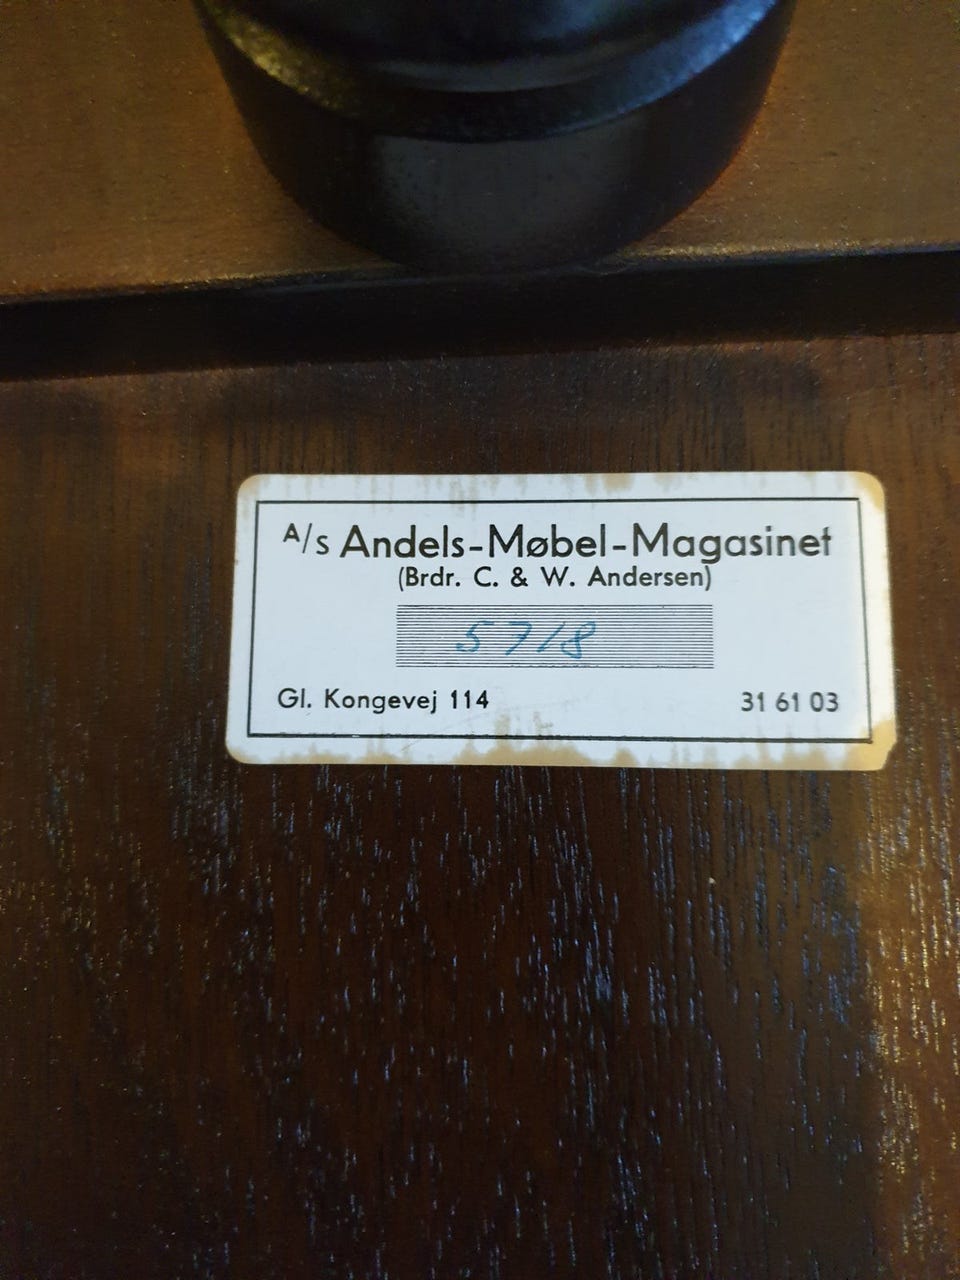 A/s Andels-Møbel-Magasinet
(Brdr. C. & W. Andersen)
5718
Gl. Kongevej 114
31 61 03